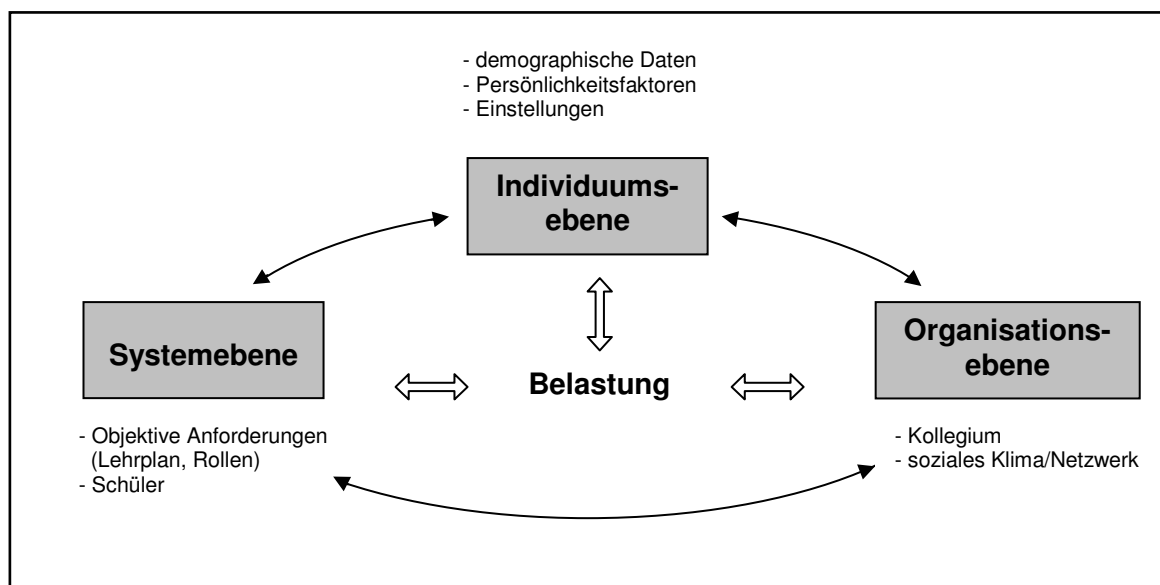 - demographische Daten
- Persönlichkeitsfaktoren
- Einstellungen
Individuums-
ebene
Systemebene
Belastung
Organisations-
ebene
- Objektive Anforderungen
(Lehrplan, Rollen)
- Schüler
- Kollegium
- soziales Klima/Netzwerk